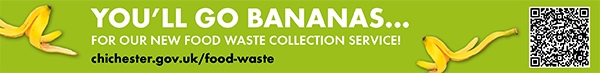 YOU'LL GO BANANAS...
FOR OUR NEW FOOD WASTE COLLECTION SERVICE!
chichester.gov.uk/food-waste